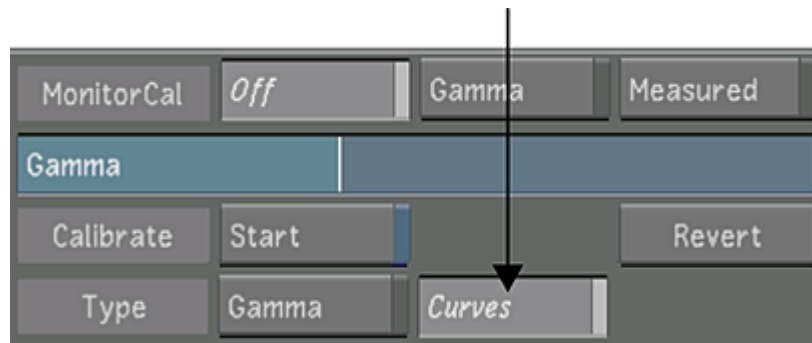 MonitorCal Off Gamma Measured
Gamma
Calibrate Start Revert
Type Gamma Curves